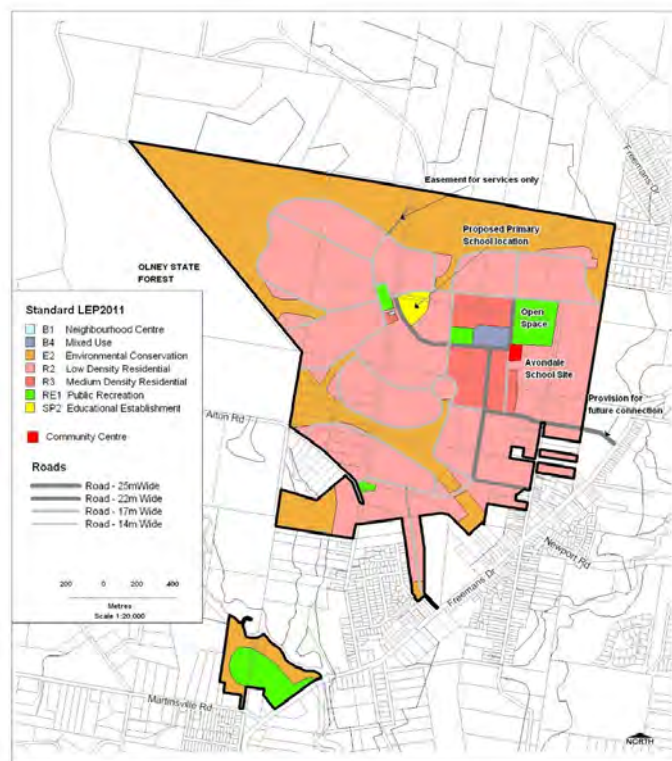 Freemans Dr
Easement for services only
Proposed Primary
School location
OLNEY STATE
FOREST
Standard LEP2011
B1 Neighbourhood Centre
B4 Mixed Use
E2 Environmental Conservation
R2 Low Density Residential
R3 Medium Density Residential
RE1 Public Recreation
SP2 Educational Establishment
Community Centre
Roads
Road - 25mWide
Road - 22m Wide
Road - 17m Wide
Road - 14m Wide
200 0 200 400
Metres
Scale 1:20,000
Open
Space
Avondale
School Site
Provision for
future connection
Alton Rd
Newport Rd
Freemans Dr
Martinsville Rd
NORTH